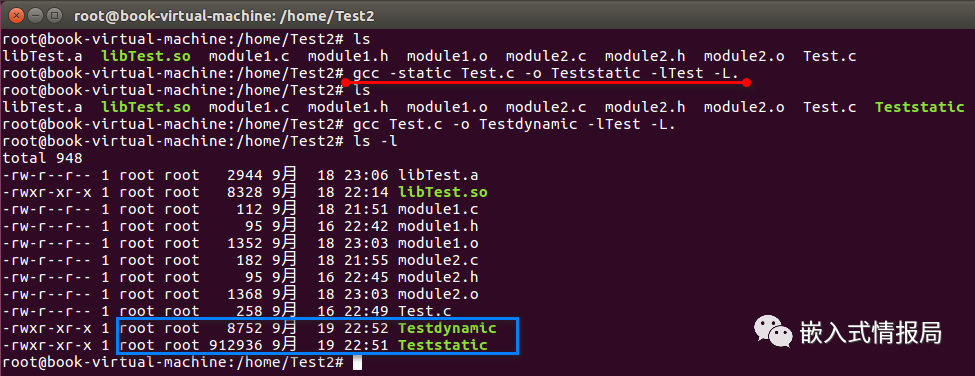 root@book-virtual-machine: /home/Test2
root@book-virtual-machine:/home/Test2# ls
libTest.a  libTest.so  module1.c  module1.h  module1.o  module2.c  module2.h  module2.o  Test.c
root@book-virtual-machine:/home/Test2# gcc -static Test.c -o Teststatic -lTest -L.
root@book-virtual-machine:/home/Test2# ls
libTest.a  libTest.so  module1.c  module1.h  module1.o  module2.c  module2.h  module2.o  Test.c  Teststatic
root@book-virtual-machine:/home/Test2# gcc Test.c -o Testdynamic -lTest -L.
root@book-virtual-machine:/home/Test2# ls -l
total 948
-rw-r--r-- 1 root root   2944 9月  18 23:06 libTest.a
-rwxr-xr-x 1 root root   8328 9月  18 22:14 libTest.so
-rw-r--r-- 1 root root    112 9月  18 21:51 module1.c
-rw-r--r-- 1 root root     95 9月  16 22:42 module1.h
-rw-r--r-- 1 root root   1352 9月  18 23:03 module1.o
-rw-r--r-- 1 root root    182 9月  18 21:55 module2.c
-rw-r--r-- 1 root root     95 9月  16 22:45 module2.h
-rw-r--r-- 1 root root   1368 9月  18 23:03 module2.o
-rw-r--r-- 1 root root    258 9月  16 22:49 Test.c
-rwxr-xr-x 1 root root   8752 9月  19 22:52 Testdynamic
-rwxr-xr-x 1 root root 912936 9月  19 22:51 Teststatic
root@book-virtual-machine:/home/Test2#
嵌入式情报局